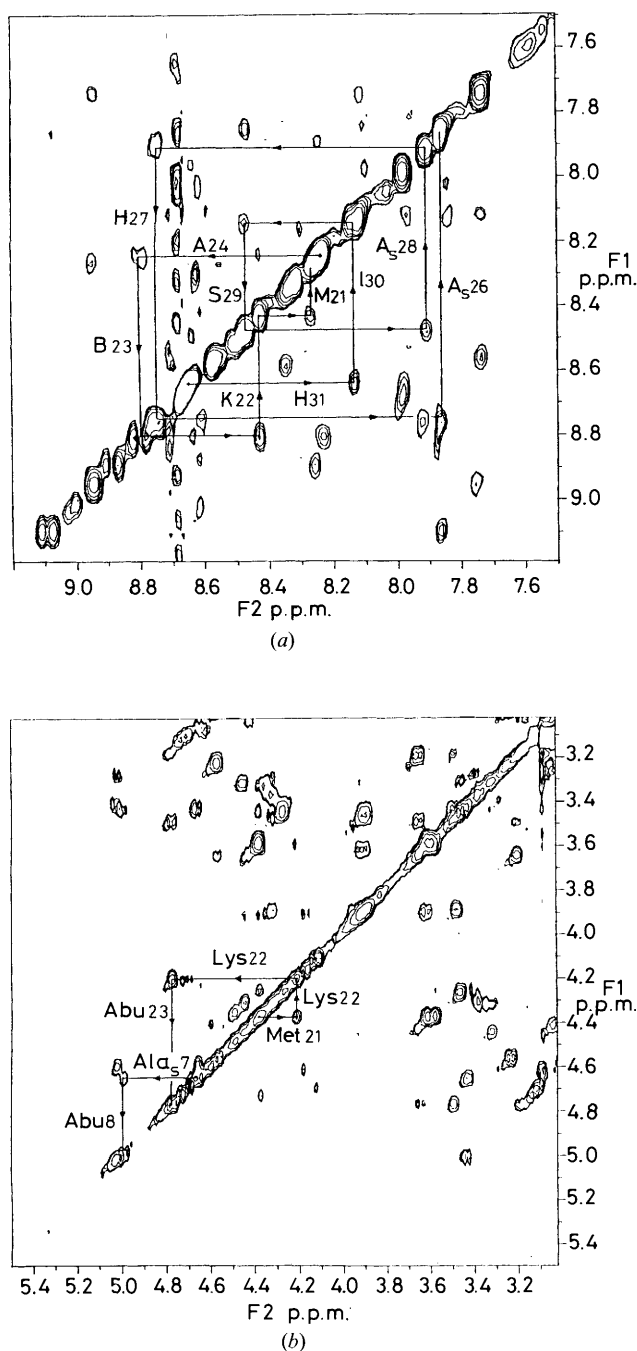 7.6
7.8
8.0
8.2
F1
p.p.m.
8.4
8.6
8.8
9.0
H27
A24
S29
M21
I30
As28
As26
B23
K22
H31
9.0 8.8 8.6 8.4 8.2 8.0 7.8 7.6
F2 p.p.m.
(a)
3.2
3.4
3.6
3.8
4.0
4.2
F1
p.p.m.
4.4
4.6
4.8
5.0
5.2
5.4
Lys22
Abu23
Lys22
Met21
Alas7
Abu8
5.4 5.2 5.0 4.8 4.6 4.4 4.2 4.0 3.8 3.6 3.4 3.2
F2 p.p.m.
(b)